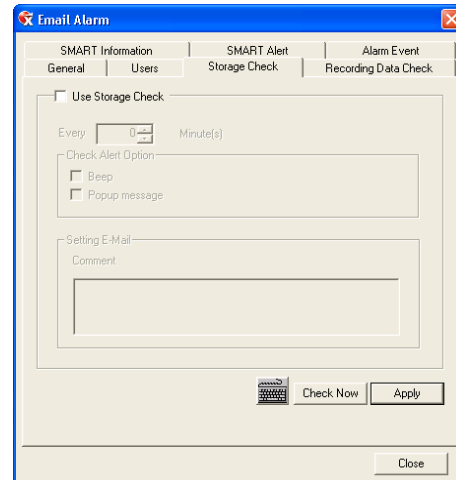 Email Alarm
SMART Information SMART Alert Alarm Event
General Users Storage Check Recording Data Check
Use Storage Check
Every 0 Minute(s)
Check Alert Option
Beep
Popup message
Setting E-Mail
Comment
Check Now Apply
Close